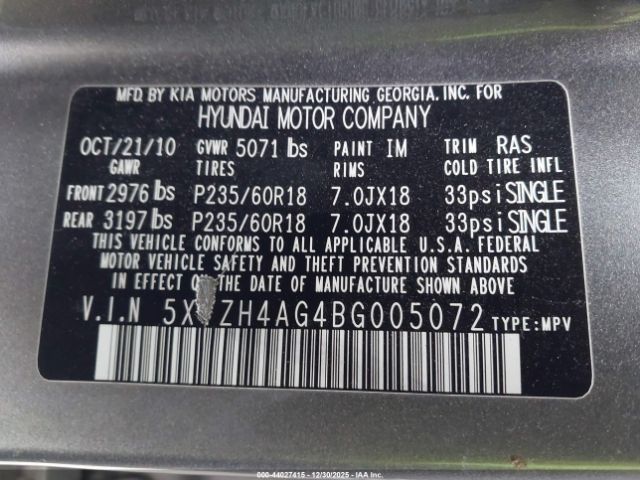 MFD. BY KIA MOTORS MANUFACTURING GEORGIA, INC. FOR
HYUNDAI MOTOR COMPANY
OCT/21/10 GVWR 5071 lbs PAINT IM TRIM RAS
GAWR TIRES RIMS COLD TIRE INFL
FRONT 2976 lbs P235/60R18 7.0JX18 33psi SINGLE
REAR 3197 lbs P235/60R18 7.0JX18 33psi SINGLE
THIS VEHICLE CONFORMS TO ALL APPLICABLE U.S.A. FEDERAL
MOTOR VEHICLE SAFETY AND THEFT PREVENTION STANDARDS
IN EFFECT ON THE DATE OF MANUFACTURE SHOWN ABOVE
V.I.N 5X ZH4AG4BG005072 TYPE:MPV
000-44027415 - 12/30/2025 - IAA Inc.